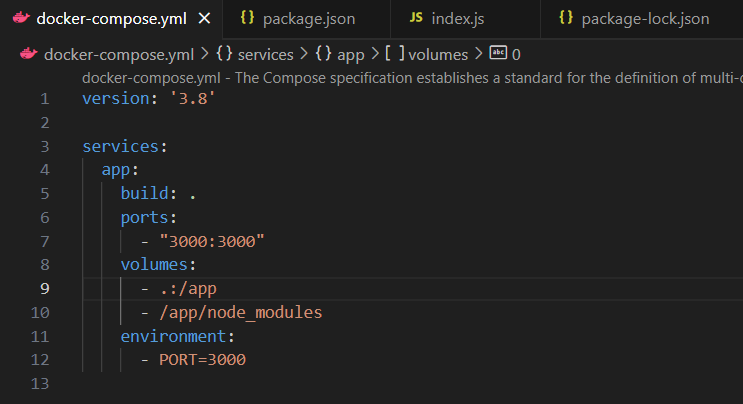 docker-compose.yml package.json JS index.js package-lock.json
docker-compose.yml > {} services > {} app > [ ] volumes > abc 0
docker-compose.yml - The Compose specification establishes a standard for the definition of multi-c
1 version: '3.8'
2
3 services:
4   app:
5     build: .
6     ports:
7       - "3000:3000"
8     volumes:
9       - .:/app
10       - /app/node_modules
11     environment:
12       - PORT=3000
13